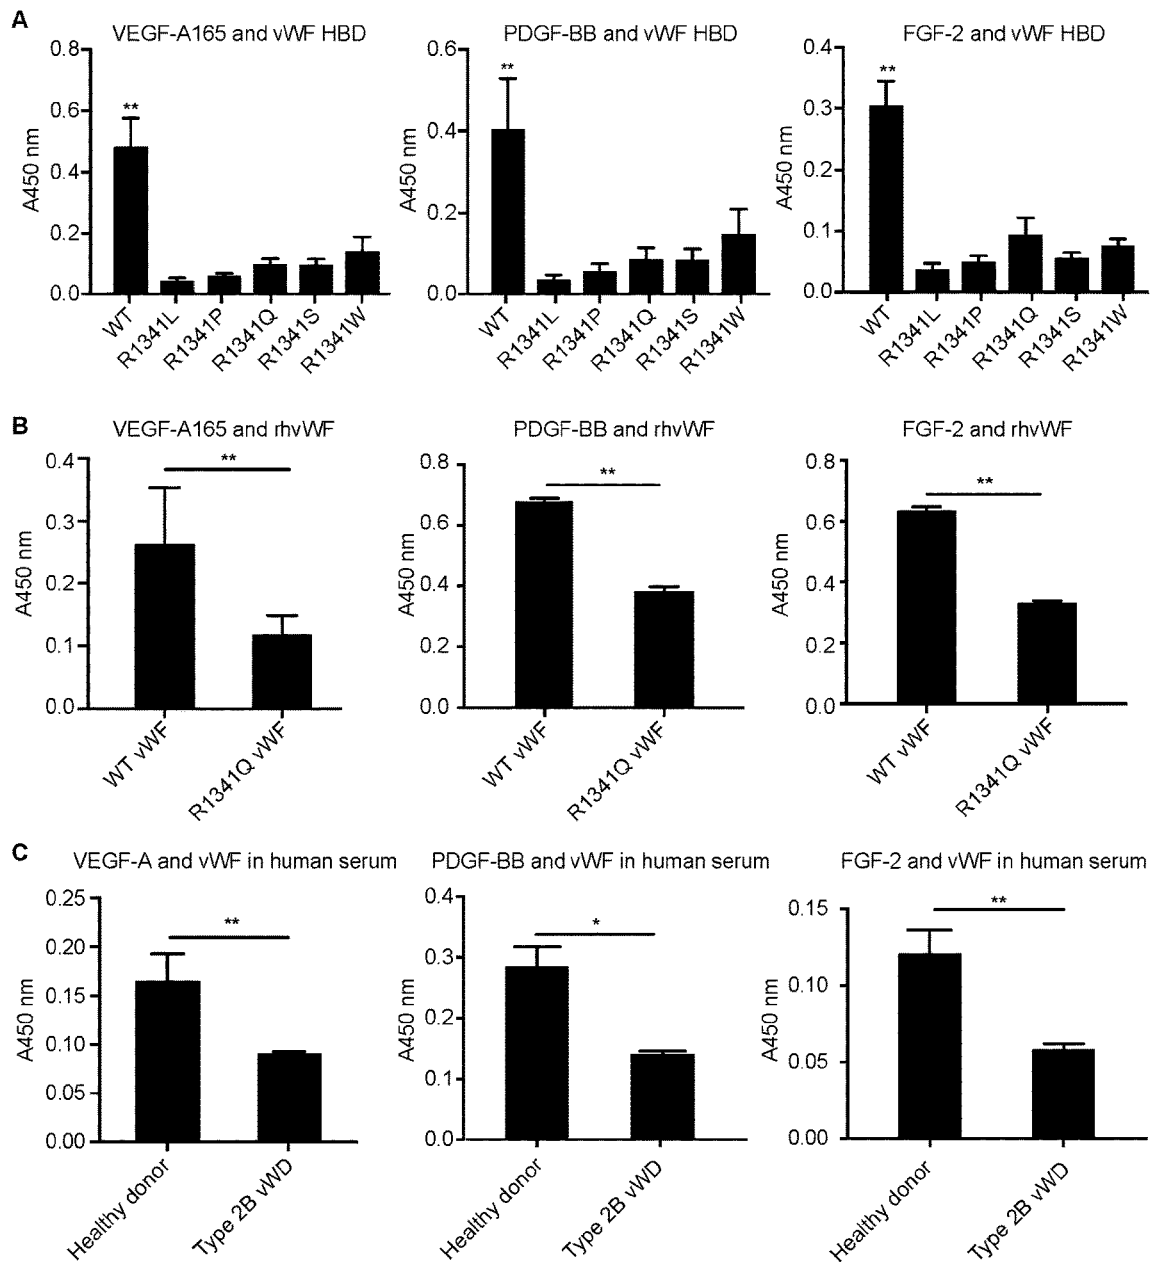 A
VEGF-A165 and vWF HBD
PDGF-BB and vWF HBD
FGF-2 and vWF HBD
A450 nm
0.8
0.6
0.4
0.2
0.0
**
WT
R1341L
R1341P
R1341Q
R1341S
R1341W
A450 nm
0.6
0.4
0.2
0.0
**
WT
R1341L
R1341P
R1341Q
R1341S
R1341W
A450 nm
0.4
0.3
0.2
0.1
0.0
**
WT
R1341L
R1341P
R1341Q
R1341S
R1341W
B
VEGF-A165 and rhvWF
PDGF-BB and rhvWF
FGF-2 and rhvWF
A450 nm
0.4
0.3
0.2
0.1
0.0
**
WT vWF
R1341Q vWF
A450 nm
0.8
0.6
0.4
0.2
0.0
**
WT vWF
R1341Q vWF
A450 nm
0.8
0.6
0.4
0.2
0.0
**
WT vWF
R1341Q vWF
C
VEGF-A and vWF in human serum
PDGF-BB and vWF in human serum
FGF-2 and vWF in human serum
A450 nm
0.25
0.20
0.15
0.10
0.05
0.00
**
Healthy donor
Type 2B vWD
A450 nm
0.4
0.3
0.2
0.1
0.0
*
Healthy donor
Type 2B vWD
A450 nm
0.15
0.10
0.05
0.00
**
Healthy donor
Type 2B vWD